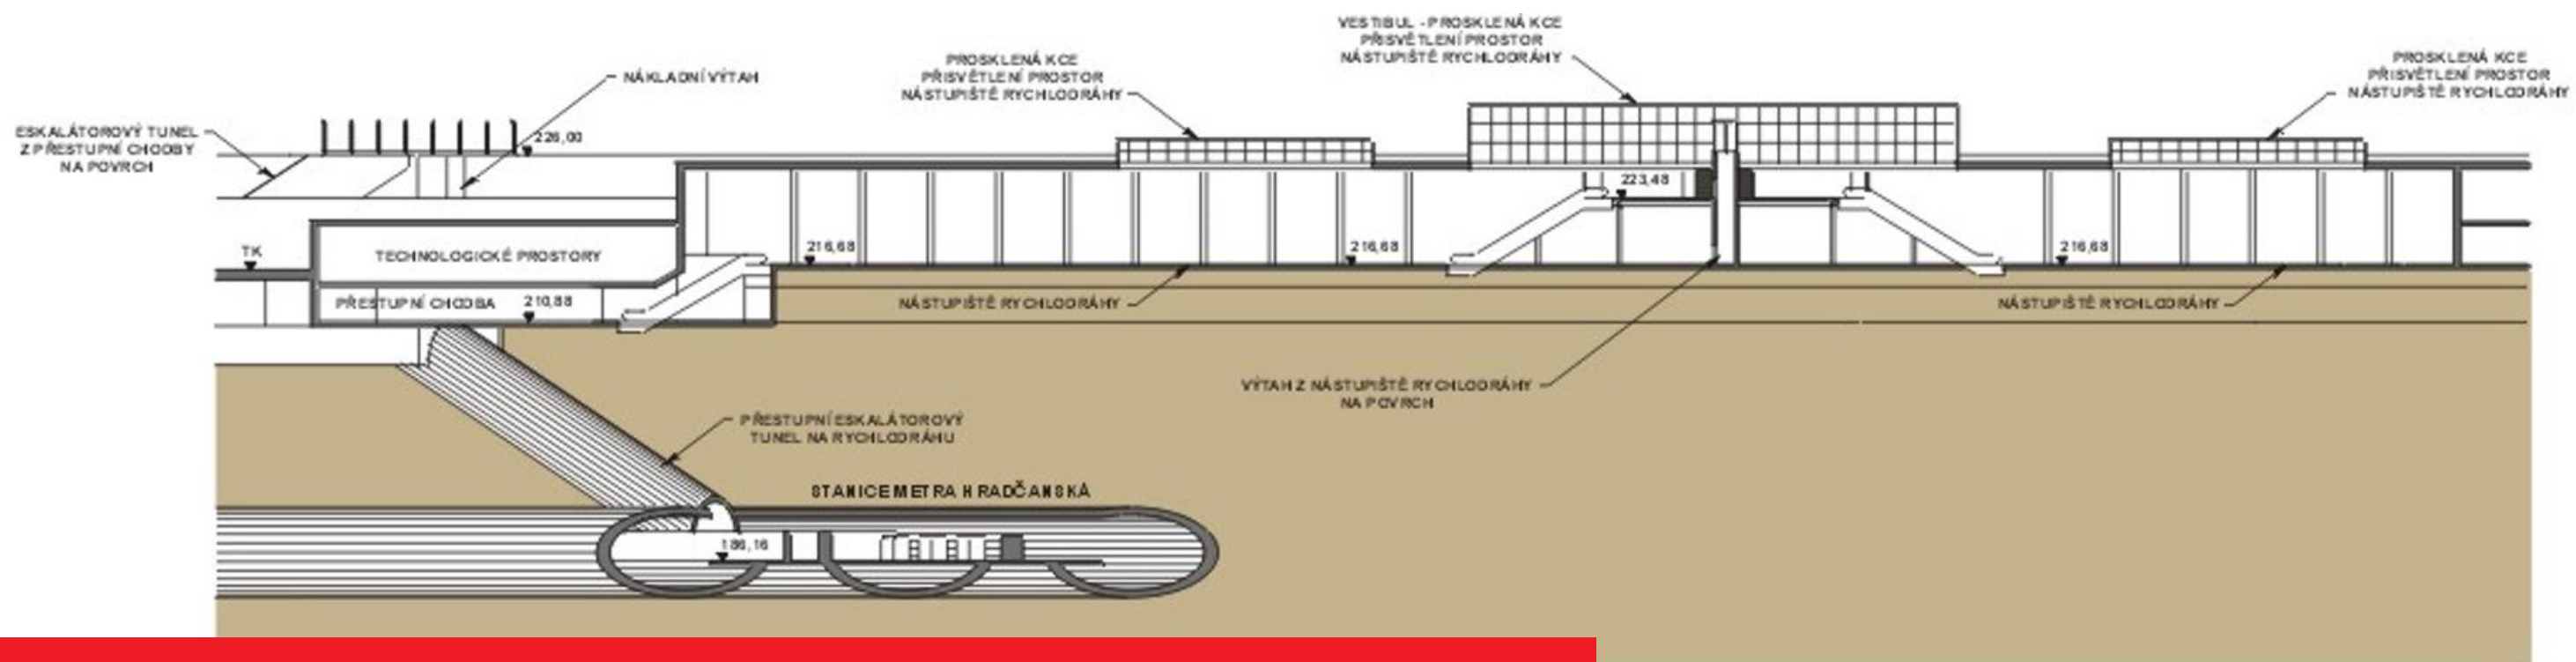 VESTIBUL - PROSKLENÁ KCE
PŘISVĚTLENÍ PROSTOR
NÁSTUPIŠTĚ RYCHLODRÁHY
PROSKLENÁ KCE
PŘISVĚTLENÍ PROSTOR
NÁSTUPIŠTĚ RYCHLODRÁHY
PROSKLENÁ KCE
PŘISVĚTLENÍ PROSTOR
NÁSTUPIŠTĚ RYCHLODRÁHY
NÁKLADNÍ VÝTAH
ESKALÁTOROVÝ TUNEL
Z PŘESTUPNÍ CHODBY
NA POVRCH
226,00
223,48
TK
TECHNOLOGICKÉ PROSTORY
216,68
216,68
216,68
PŘESTUPNÍ CHODBA
210,88
NÁSTUPIŠTĚ RYCHLODRÁHY
NÁSTUPIŠTĚ RYCHLODRÁHY
VÝTAH Z NÁSTUPIŠTĚ RYCHLODRÁHY
NA POVRCH
PŘESTUPNÍ ESKALÁTOROVÝ
TUNEL NA RYCHLODRÁHU
STANICE METRA HRADČANSKÁ
186,16